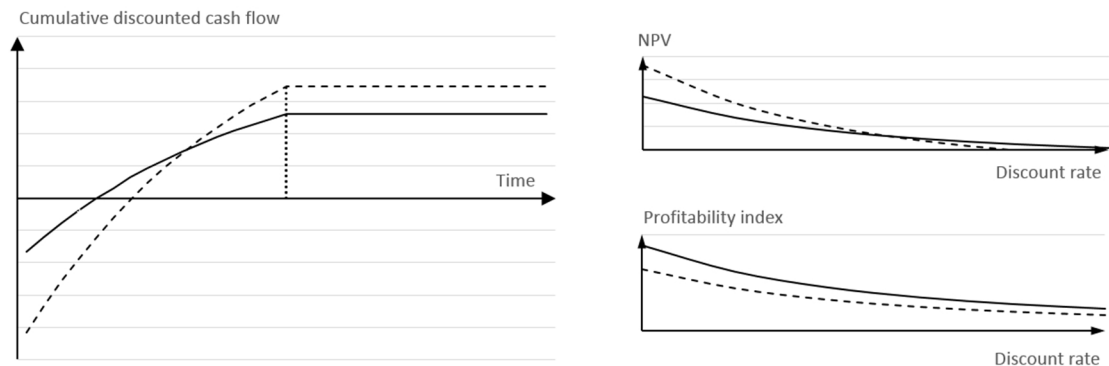 Cumulative discounted cash flow
Time
NPV
Discount rate
Profitability index
Discount rate